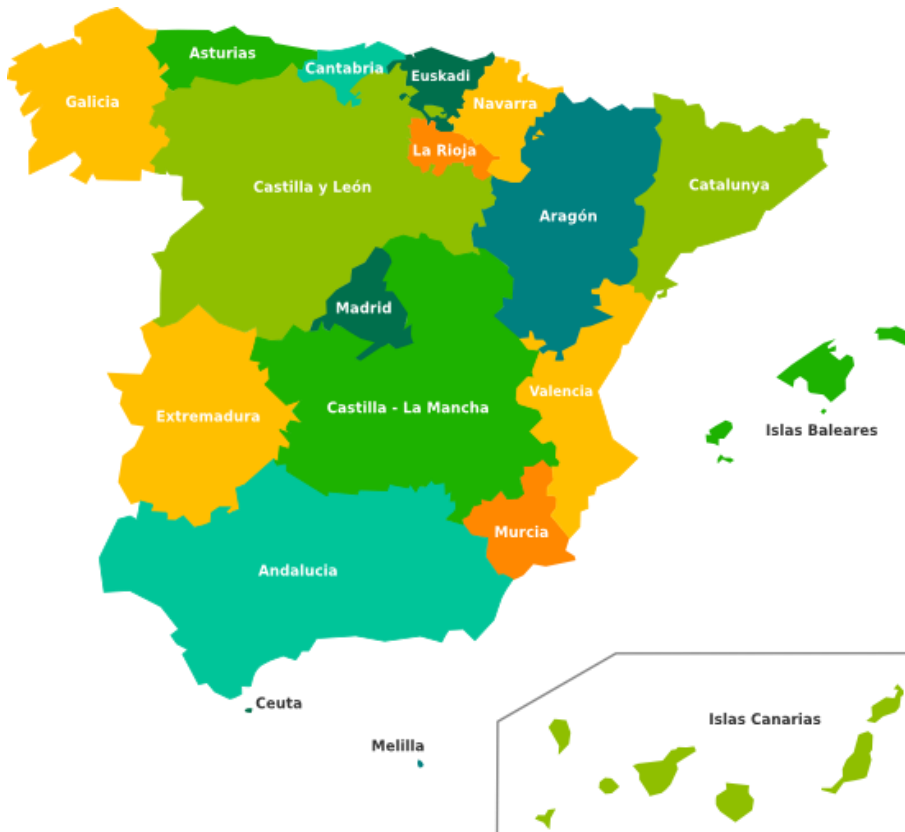 Asturias
Cantabria
Euskadi
Galicia
Navarra
La Rioja
Castilla y León
Catalunya
Aragón
Madrid
Valencia
Castilla - La Mancha
Extremadura
Islas Baleares
Murcia
Andalucia
Ceuta
Islas Canarias
Melilla